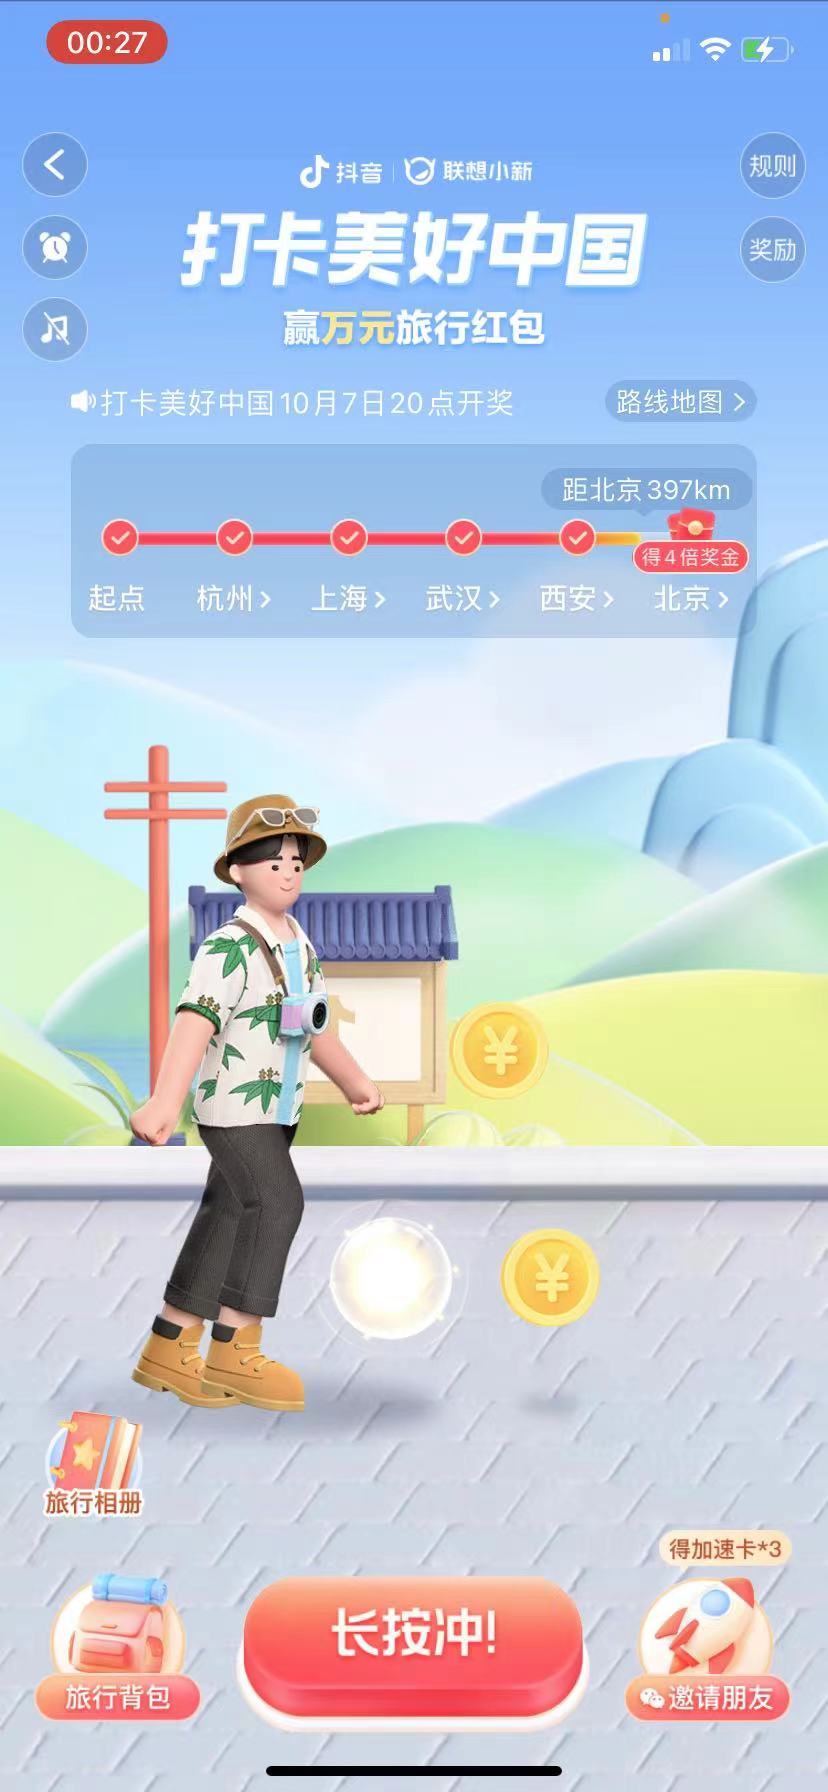 00:27
抖音 联想小新
规则
打卡美好中国
奖励
赢万元旅行红包
打卡美好中国10月7日20点开奖
路线地图 >
距北京397km
得4倍奖金
起点 杭州> 上海> 武汉> 西安> 北京>
¥
¥
旅行相册
得加速卡*3
长按冲!
旅行背包
邀请朋友